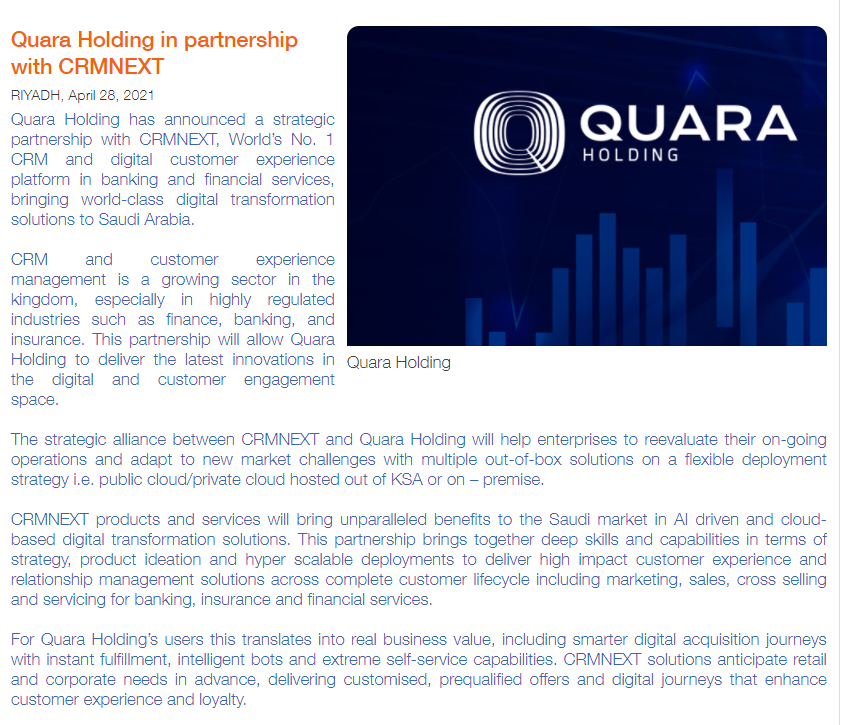 Quara Holding in partnership
with CRMNEXT
RIYADH, April 28, 2021
Quara Holding has announced a strategic
partnership with CRMNEXT, World's No. 1
CRM and digital customer experience
platform in banking and financial services,
bringing world-class digital transformation
solutions to Saudi Arabia.
CRM and customer experience
management is a growing sector in the
kingdom, especially in highly regulated
industries such as finance, banking, and
insurance. This partnership will allow Quara
Holding to deliver the latest innovations in
the digital and customer engagement
space.
QUARA
HOLDING
Quara Holding
The strategic alliance between CRMNEXT and Quara Holding will help enterprises to reevaluate their on-going
operations and adapt to new market challenges with multiple out-of-box solutions on a flexible deployment
strategy i.e. public cloud/private cloud hosted out of KSA or on – premise.
CRMNEXT products and services will bring unparalleled benefits to the Saudi market in AI driven and cloud-
based digital transformation solutions. This partnership brings together deep skills and capabilities in terms of
strategy, product ideation and hyper scalable deployments to deliver high impact customer experience and
relationship management solutions across complete customer lifecycle including marketing, sales, cross selling
and servicing for banking, insurance and financial services.
For Quara Holding's users this translates into real business value, including smarter digital acquisition journeys
with instant fulfillment, intelligent bots and extreme self-service capabilities. CRMNEXT solutions anticipate retail
and corporate needs in advance, delivering customised, prequalified offers and digital journeys that enhance
customer experience and loyalty.